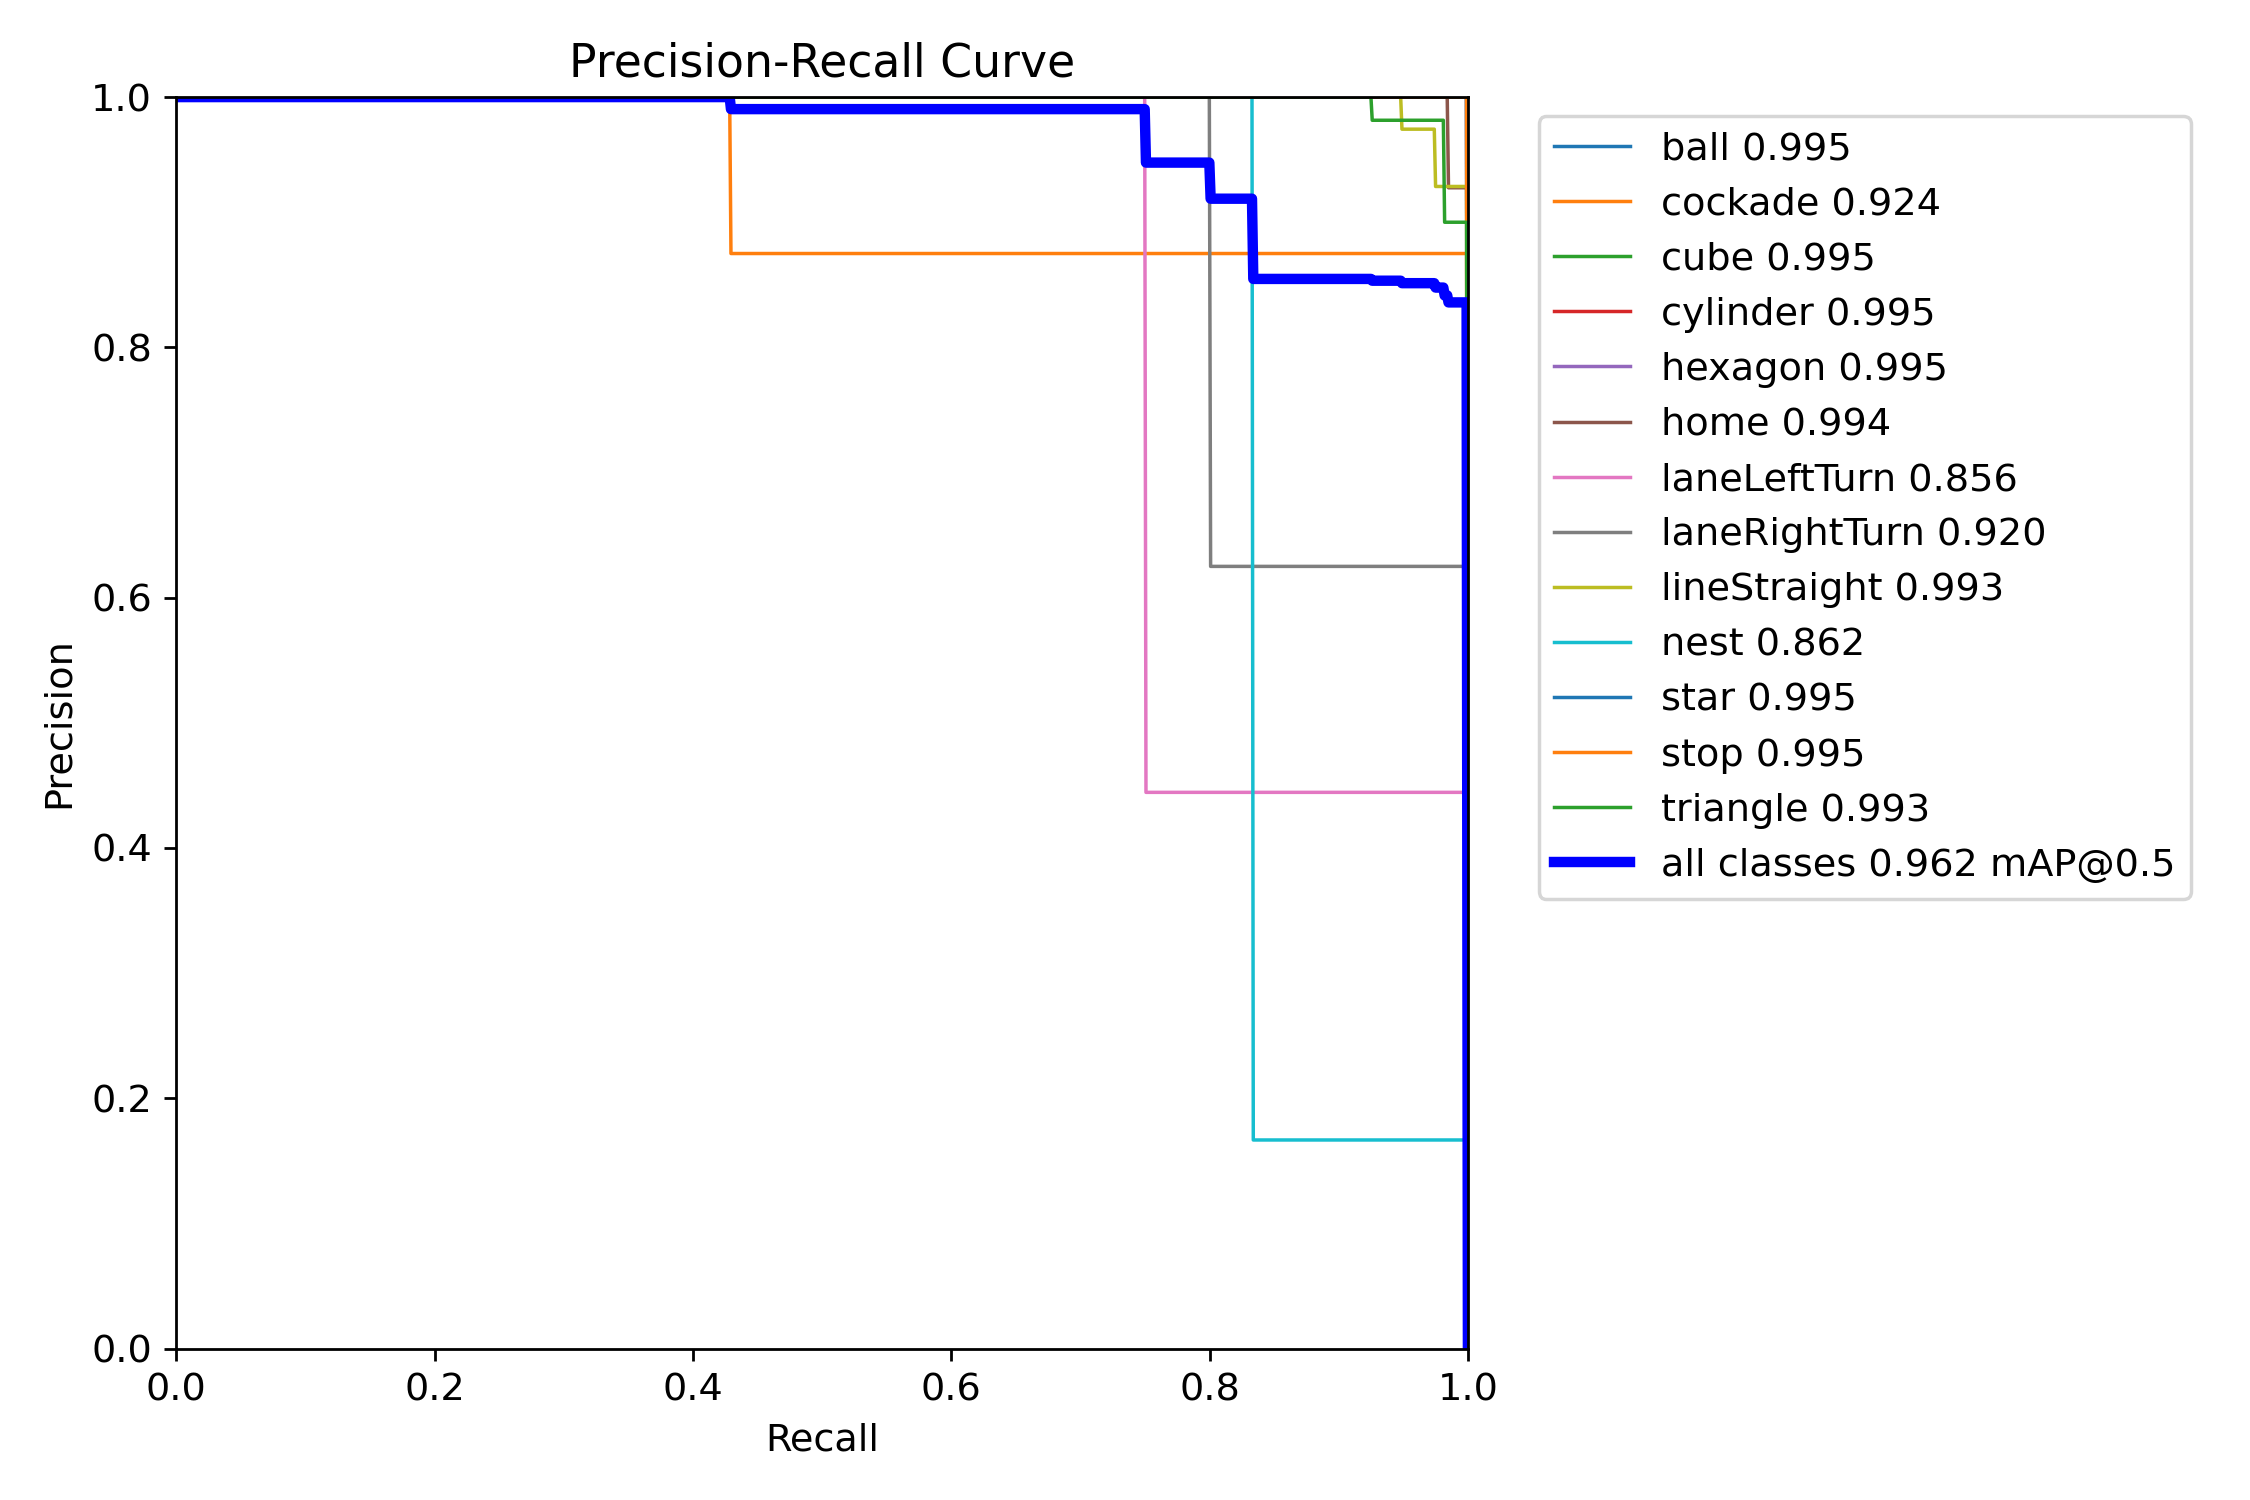 Precision-Recall Curve
1.0
0.8
0.6
0.4
0.2
0.0
Precision
0.0 0.2 0.4 0.6 0.8 1.0
Recall
ball 0.995
cockade 0.924
cube 0.995
cylinder 0.995
hexagon 0.995
home 0.994
laneLeftTurn 0.856
laneRightTurn 0.920
lineStraight 0.993
nest 0.862
star 0.995
stop 0.995
triangle 0.993
all classes 0.962 mAP@0.5